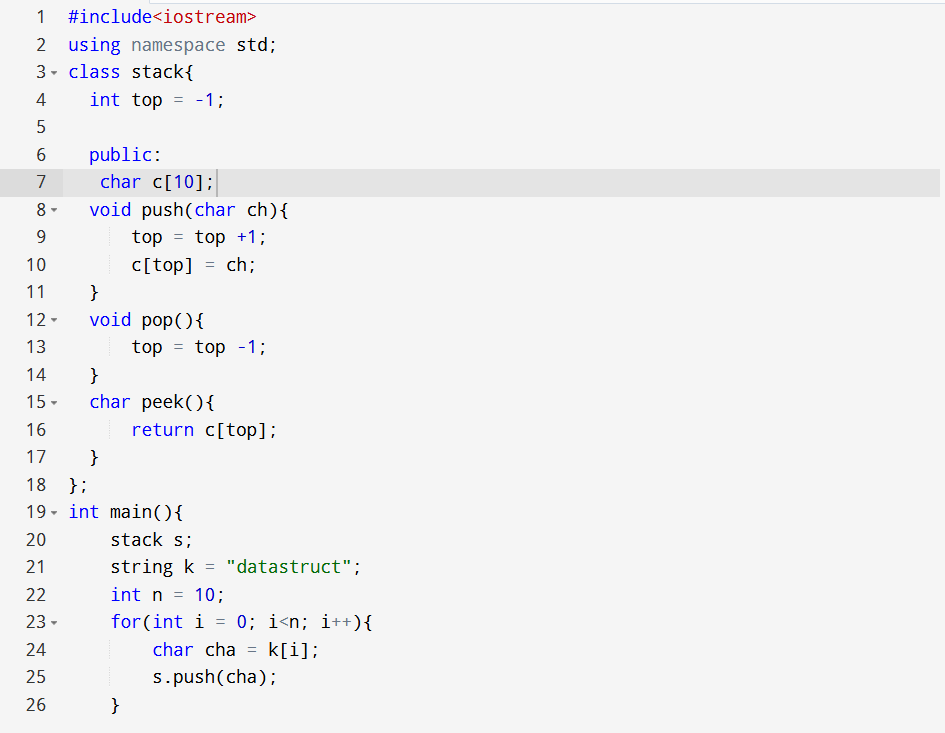 1 #include<iostream>
2 using namespace std;
3 class stack{
4 int top = -1;
5
6 public:
7 char c[10];
8 void push(char ch){
9 top = top +1;
10 c[top] = ch;
11 }
12 void pop(){
13 top = top -1;
14 }
15 char peek(){
16 return c[top];
17 }
18 };
19 int main(){
20 stack s;
21 string k = "datastruct";
22 int n = 10;
23 for(int i = 0; i<n; i++){
24 char cha = k[i];
25 s.push(cha);
26 }